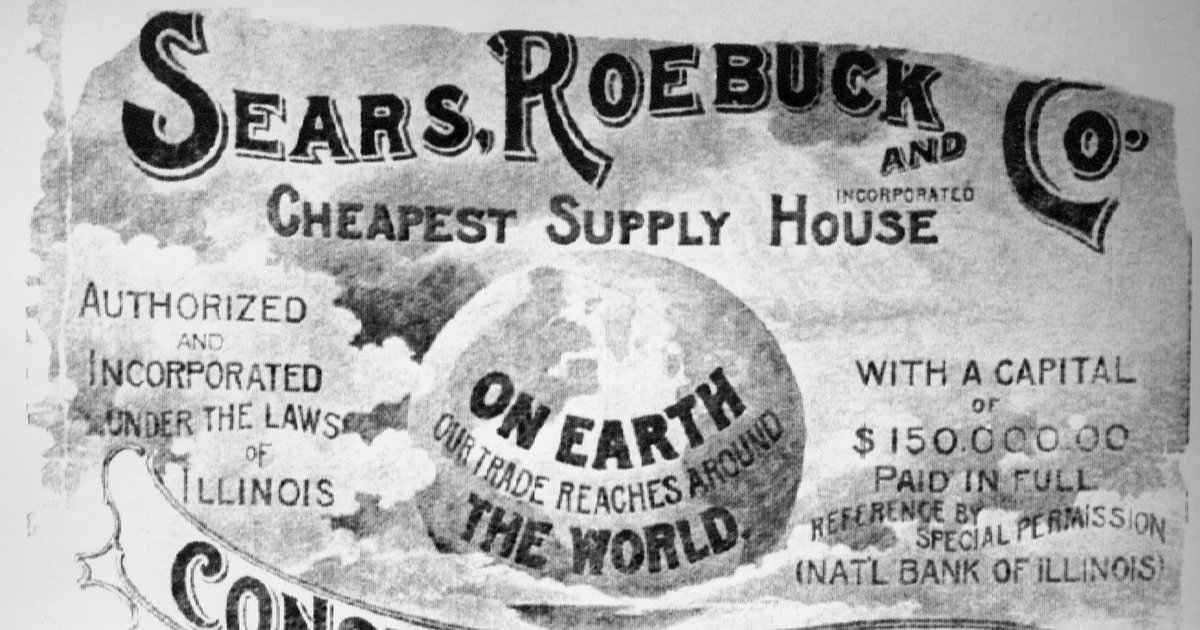 SEARS, ROEBUCK AND CO.
INCORPORATED
CHEAPEST SUPPLY HOUSE
ON EARTH
OUR TRADE REACHES AROUND
THE WORLD.
AUTHORIZED
AND
INCORPORATED
UNDER THE LAWS
OF
ILLINOIS
WITH A CAPITAL
OF
$150.000.00
PAID IN FULL
REFERENCE BY
SPECIAL PERMISSION
(NAT'L BANK OF ILLINOIS)